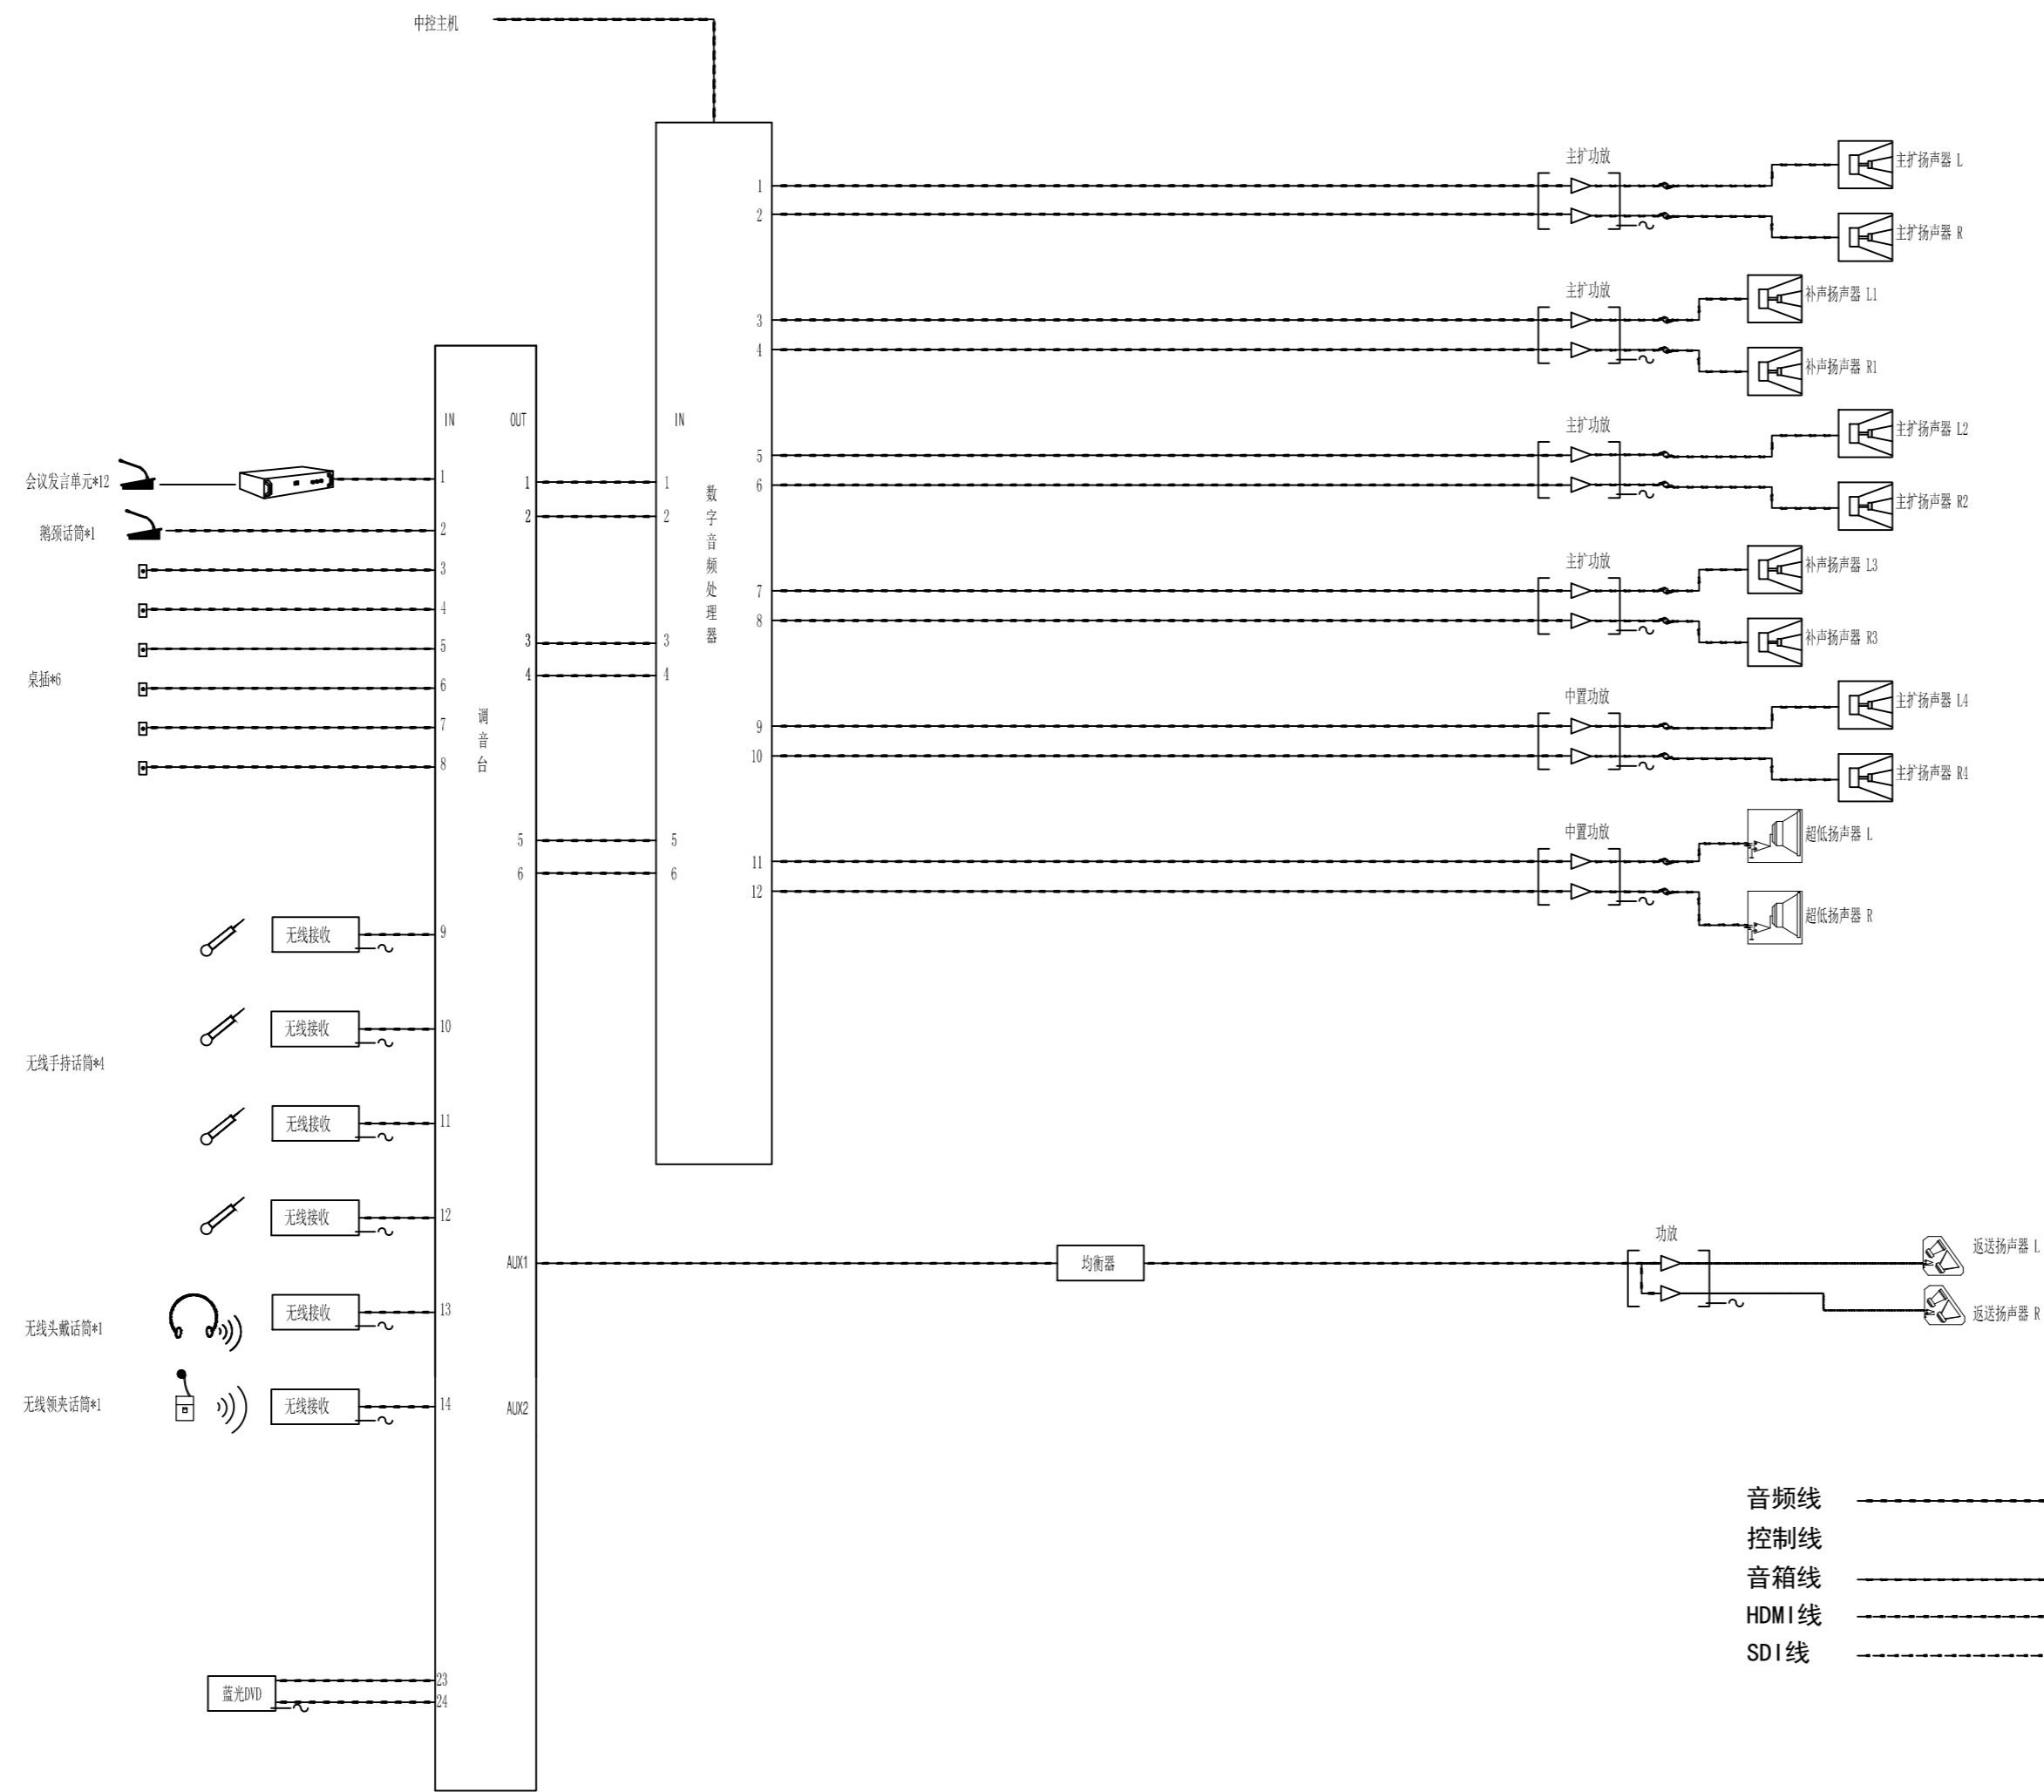 中控主机
主扩功放
主扩扬声器 L
1
2
主扩扬声器 R
主扩功放
补声扬声器 L1
3
4
补声扬声器 R1
IN
OUT
IN
主扩功放
主扩扬声器 L2
5
6
主扩扬声器 R2
会议发言单元*12
1
1
1
鹅颈话筒*1
2
2
2
数字音频处理器
3
4
5
6
7
8
桌插*6
调音台
3
3
4
4
主扩功放
补声扬声器 L3
7
8
补声扬声器 R3
中置功放
主扩扬声器 L4
9
10
主扩扬声器 R4
5
5
6
6
中置功放
超低扬声器 L
11
12
超低扬声器 R
无线接收
9
无线接收
10
无线手持话筒*4
无线接收
11
无线接收
12
AUX1
均衡器
功放
返送扬声器 L
返送扬声器 R
无线头戴话筒*1
无线接收
13
无线领夹话筒*1
无线接收
14
AUX2
音频线
控制线
音箱线
HDMI线
SDI线
蓝光DVD
23
24